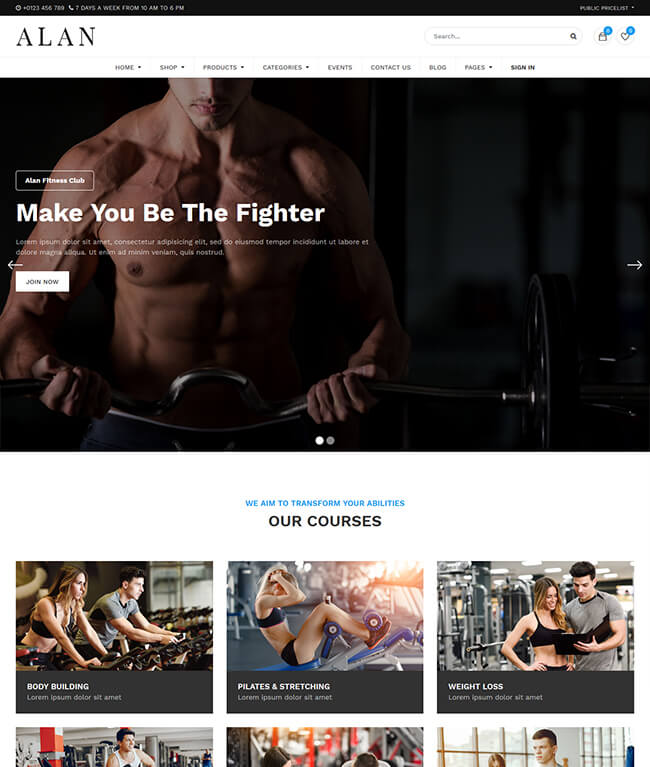 +0123 456 789 7 DAYS A WEEK FROM 10 AM TO 6 PM
PUBLIC PRICELIST
ALAN
Search...
0
0
HOME SHOP PRODUCTS CATEGORIES EVENTS CONTACT US BLOG PAGES SIGN IN
Alan Fitness Club
Make You Be The Fighter
Lorem ipsum dolor sit amet, consectetur adipisicing elit, sed do eiusmod tempor incididunt ut labore et
dolore magna aliqua. Ut enim ad minim veniam, quis nostrud.
JOIN NOW
WE AIM TO TRANSFORM YOUR ABILITIES
OUR COURSES
BODY BUILDING
Lorem ipsum dolor sit amet
PILATES & STRETCHING
Lorem ipsum dolor sit amet
WEIGHT LOSS
Lorem ipsum dolor sit amet